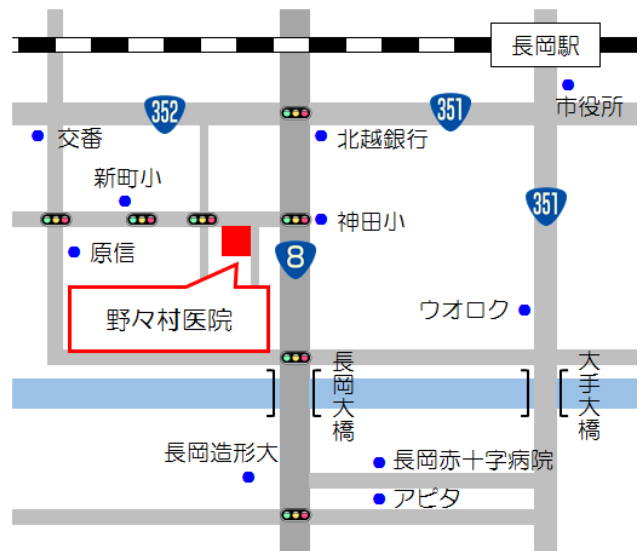 長岡駅
市役所
352
351
交番
北越銀行
新町小
351
神田小
原信
8
野々村医院
ウオロク
長岡大橋
大手大橋
長岡造形大
長岡赤十字病院
アピタ